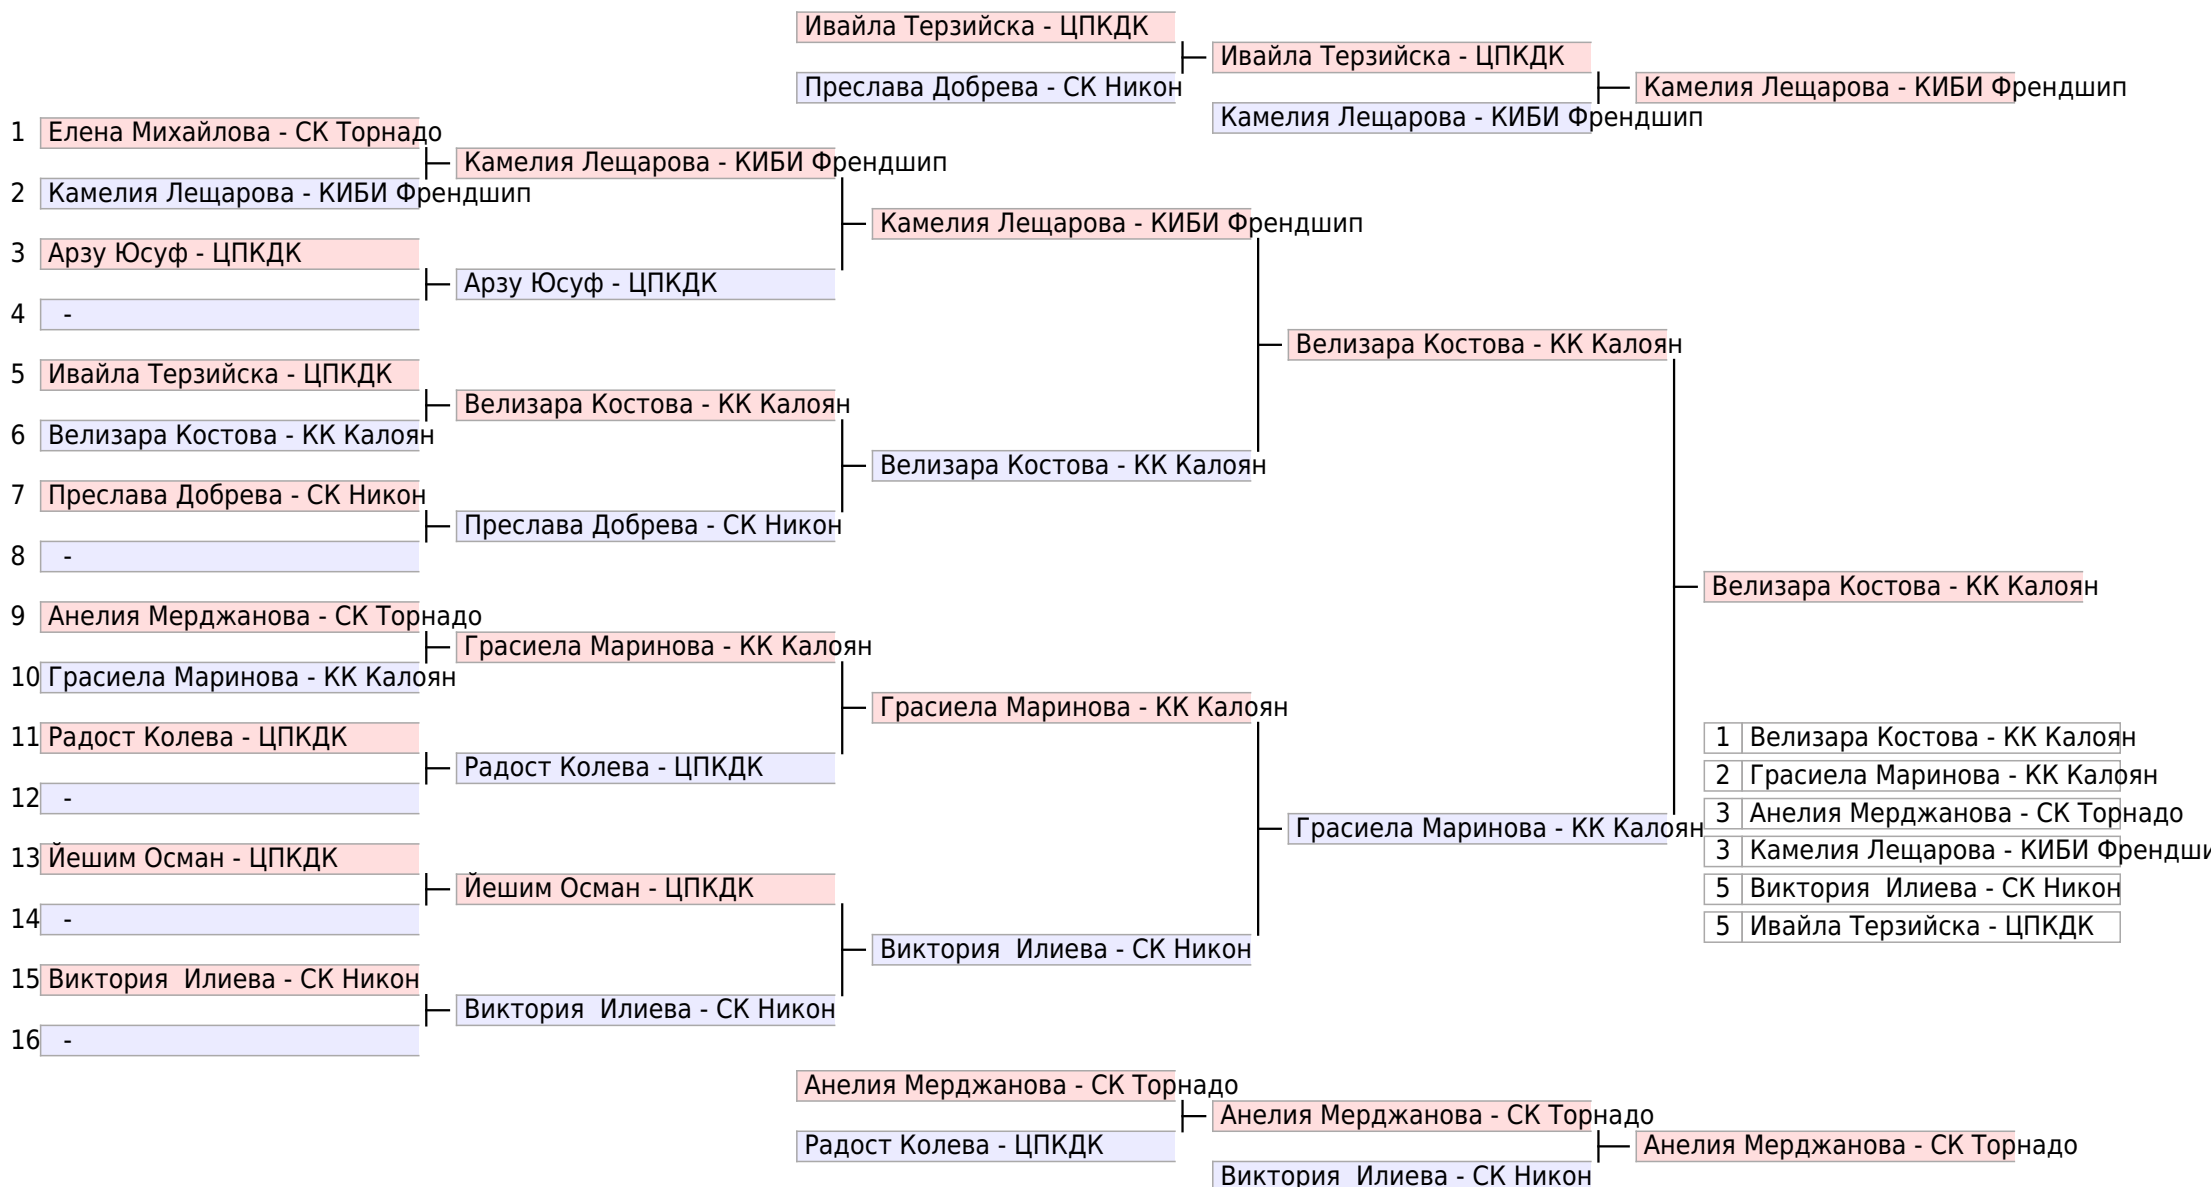 Ивайла Терзийска - ЦПКДК
Преслава Добрева - СК Никон
Ивайла Терзийска - ЦПКДК
Камелия Лещарова - КИБИ Френдшип
Камелия Лещарова - КИБИ Френдшип
1 Елена Михайлова - СК Торнадо
2 Камелия Лещарова - КИБИ Френдшип
3 Арзу Юсуф - ЦПКДК
4 -
5 Ивайла Терзийска - ЦПКДК
6 Велизара Костова - КК Калоян
7 Преслава Добрева - СК Никон
8 -
9 Анелия Мерджанова - СК Торнадо
10 Грасиела Маринова - КК Калоян
11 Радост Колева - ЦПКДК
12 -
13 Йешим Осман - ЦПКДК
14 -
15 Виктория  Илиева - СК Никон
16 -
Камелия Лещарова - КИБИ Френдшип
Арзу Юсуф - ЦПКДК
Велизара Костова - КК Калоян
Преслава Добрева - СК Никон
Грасиела Маринова - КК Калоян
Радост Колева - ЦПКДК
Йешим Осман - ЦПКДК
Виктория  Илиева - СК Никон
Камелия Лещарова - КИБИ Френдшип
Велизара Костова - КК Калоян
Грасиела Маринова - КК Калоян
Виктория  Илиева - СК Никон
Велизара Костова - КК Калоян
Грасиела Маринова - КК Калоян
Велизара Костова - КК Калоян
1 Велизара Костова - КК Калоян
2 Грасиела Маринова - КК Калоян
3 Анелия Мерджанова - СК Торнадо
3 Камелия Лещарова - КИБИ Френдши
5 Виктория  Илиева - СК Никон
5 Ивайла Терзийска - ЦПКДК
Анелия Мерджанова - СК Торнадо
Радост Колева - ЦПКДК
Анелия Мерджанова - СК Торнадо
Виктория  Илиева - СК Никон
Анелия Мерджанова - СК Торнадо